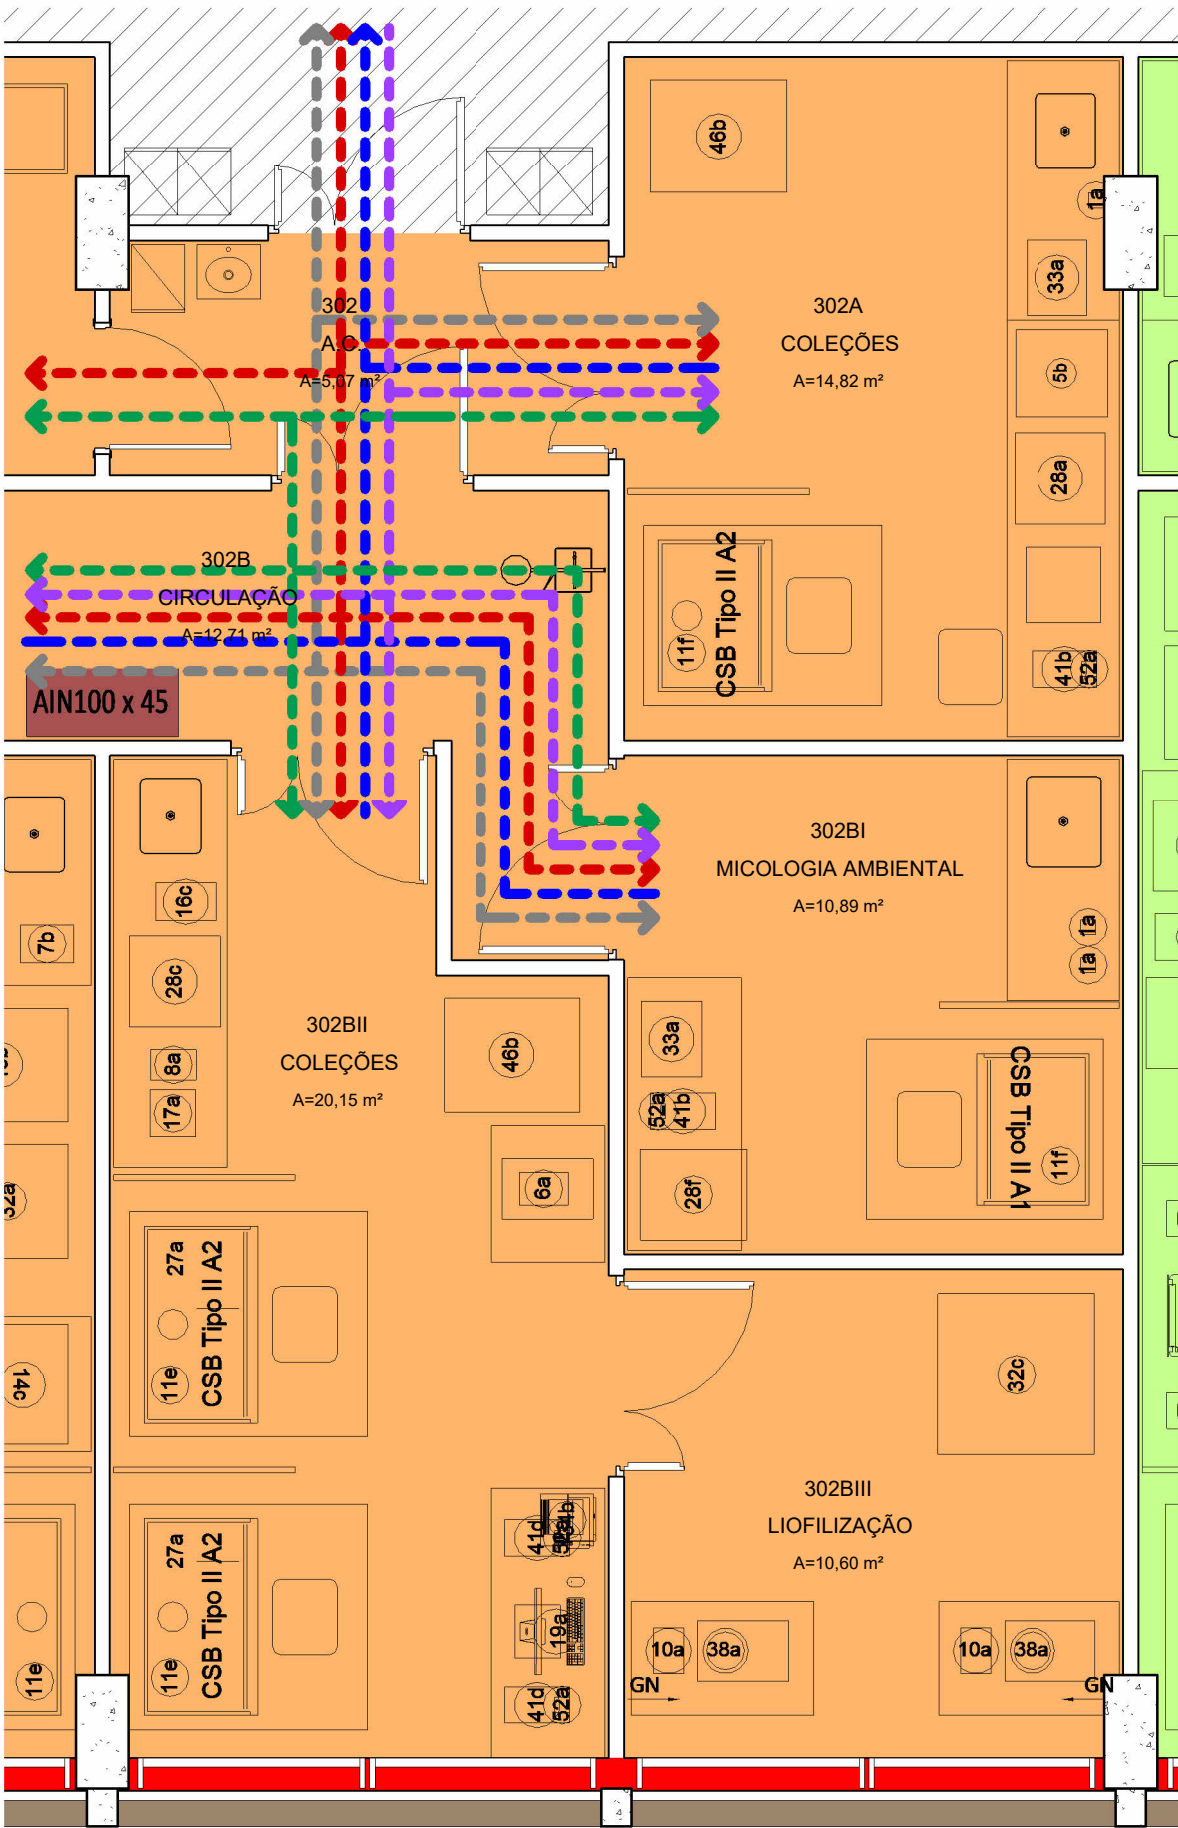 46b
1a
33a
302
A.C.
A=5,07 m²
302A
COLEÇÕES
A=14,82 m²
5b
28a
302B
CIRCULAÇÃO
A=12,71 m²
CSB Tipo II A2
11f
41b
52a
AIN100 x 45
302BI
MICOLOGIA AMBIENTAL
A=10,89 m²
16c
7b
1a
1a
28c
302BII
COLEÇÕES
A=20,15 m²
46b
33a
8a
17a
52a
41b
CSB Tipo II A1
11f
6a
28f
32a
27a
CSB Tipo II A2
11e
14c
32c
302BIII
LIOFILIZAÇÃO
A=10,60 m²
27a
CSB Tipo II A2
11e
11e
41d
19a
41d
52a
10a
38a
10a
38a
GN
GN